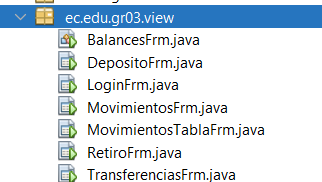 ec.edu.gr03.view
BalancesFrm.java
DepositoFrm.java
LoginFrm.java
MovimientosFrm.java
MovimientosTablaFrm.java
RetiroFrm.java
TransferenciasFrm.java